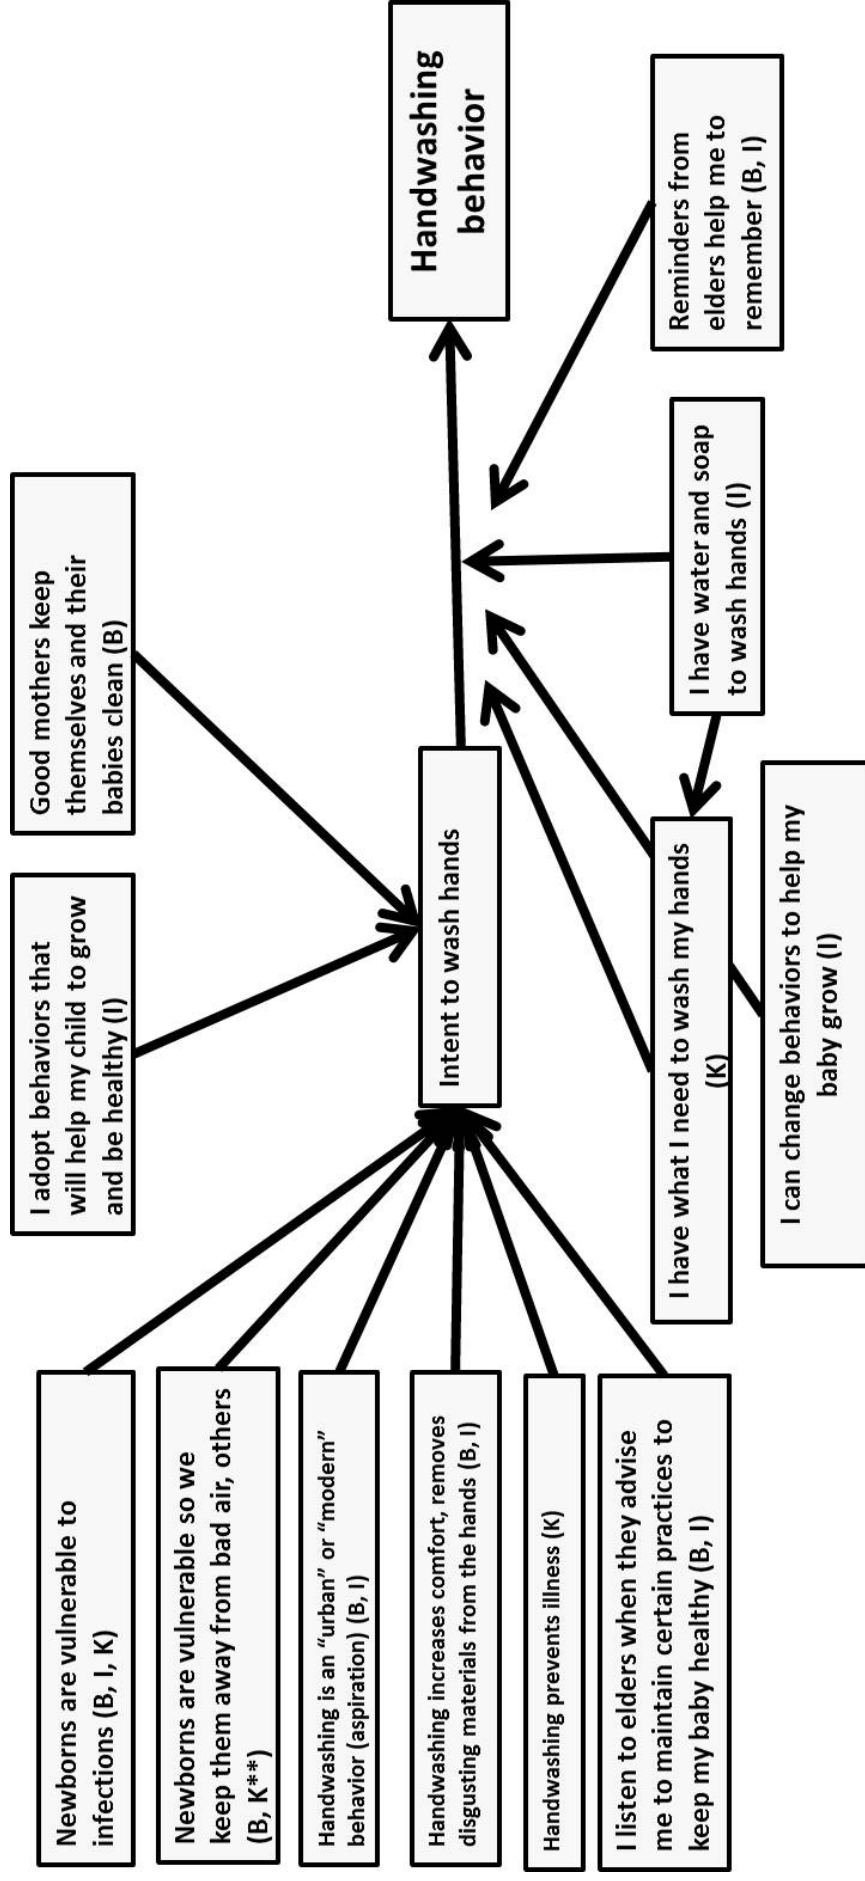 Newborns are vulnerable to
infections (B, I, K)
Newborns are vulnerable so we
keep them away from bad air, others
(B, K**)
Handwashing is an “urban” or “modern”
behavior (aspiration) (B, I)
Handwashing increases comfort, removes
disgusting materials from the hands (B, I)
Handwashing prevents illness (K)
I listen to elders when they advise
me to maintain certain practices to
keep my baby healthy (B, I)
I adopt behaviors that
will help my child to grow
and be healthy (I)
Good mothers keep
themselves and their
babies clean (B)
Intent to wash hands
Handwashing
behavior
I have what I need to wash my hands
(K)
I can change behaviors to help my
baby grow (I)
I have water and soap
to wash hands (I)
Reminders from
elders help me to
remember (B, I)